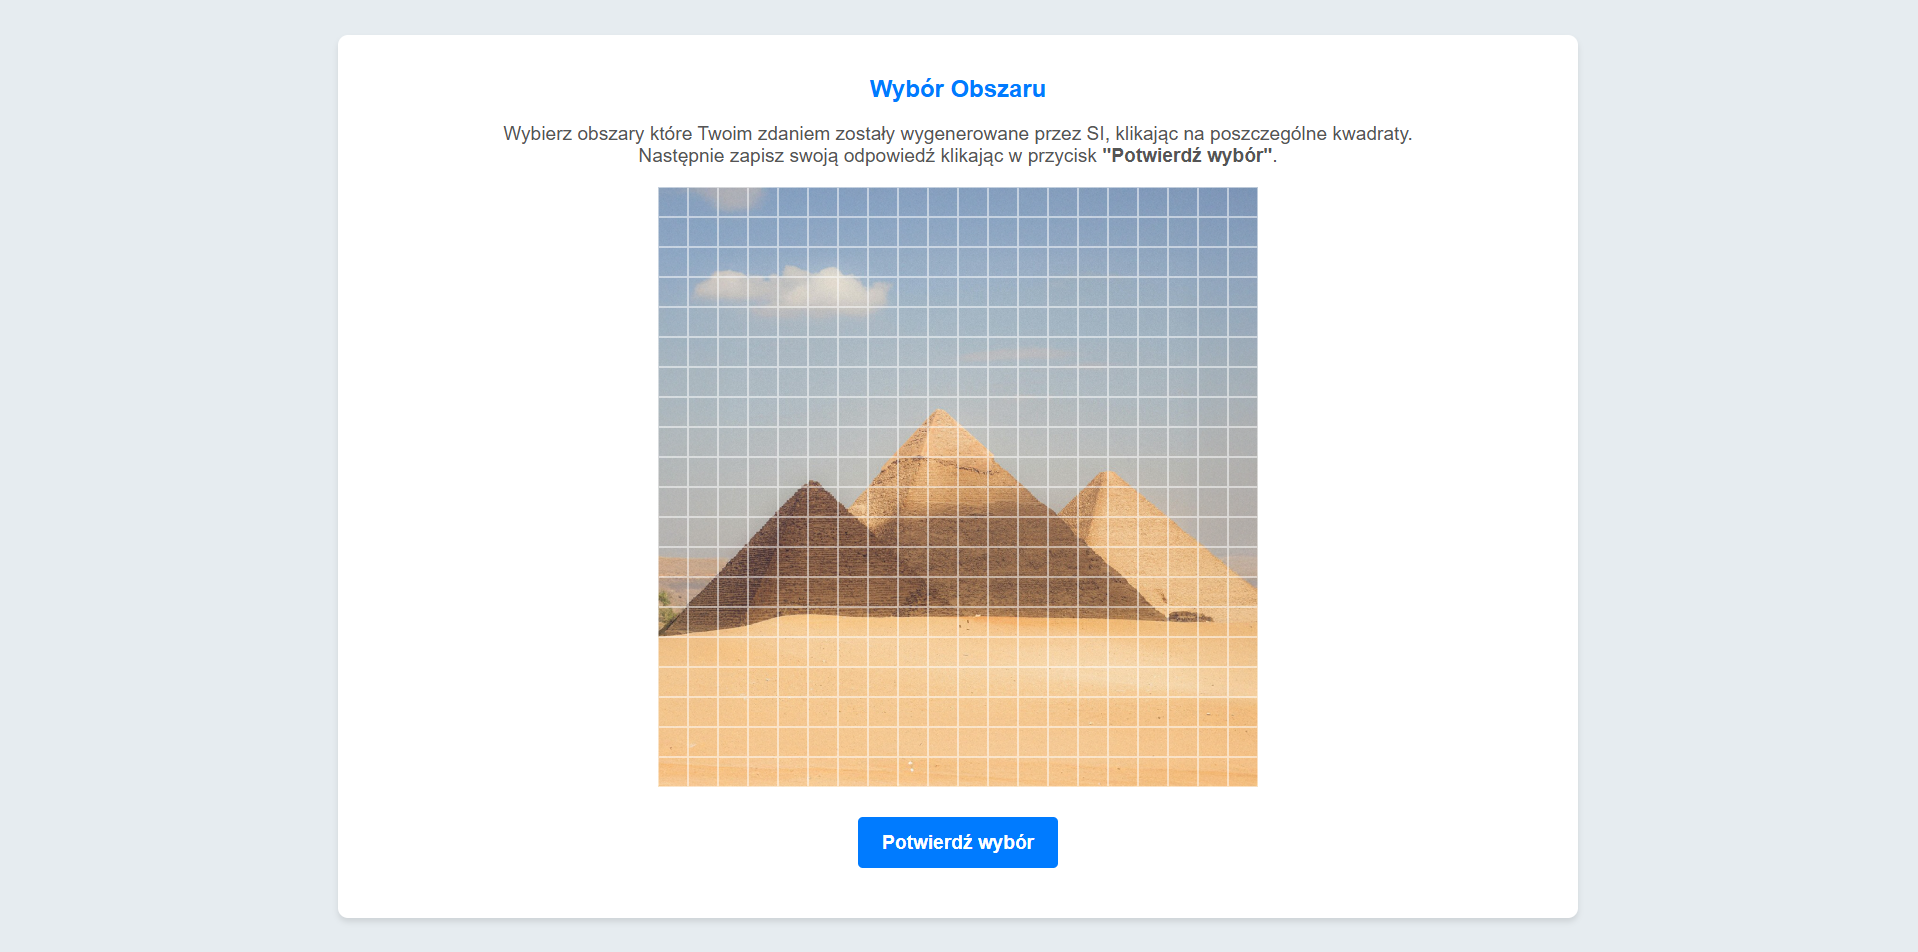 Wybór Obszaru
Wybierz obszary które Twoim zdaniem zostały wygenerowane przez SI, klikając na poszczególne kwadraty.
Następnie zapisz swoją odpowiedź klikając w przycisk "Potwierdź wybór".
Potwierdź wybór